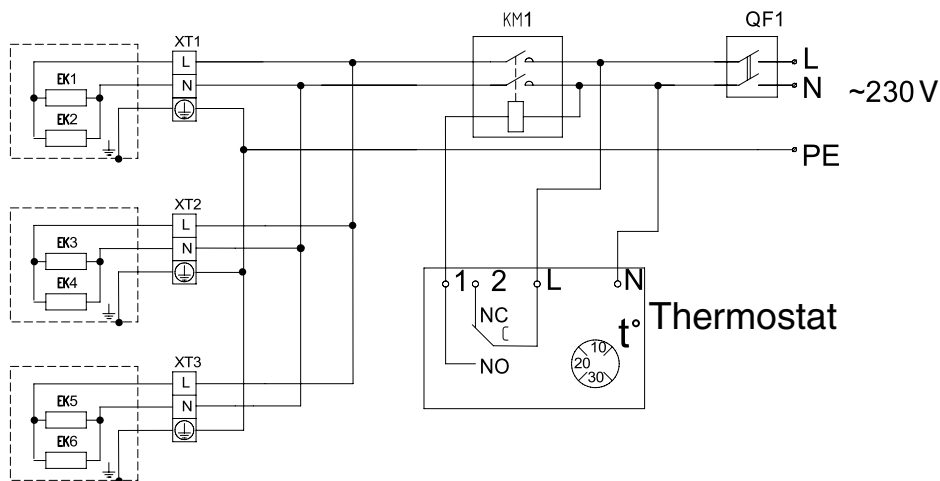 KM1
QF1
XT1
L
L
EK1
N
N
~230 V
EK2
PE
XT2
L
EK3
N
EK4
1
2
L
N
NC
t°
Thermostat
NO
10
20
30
XT3
L
EK5
N
EK6